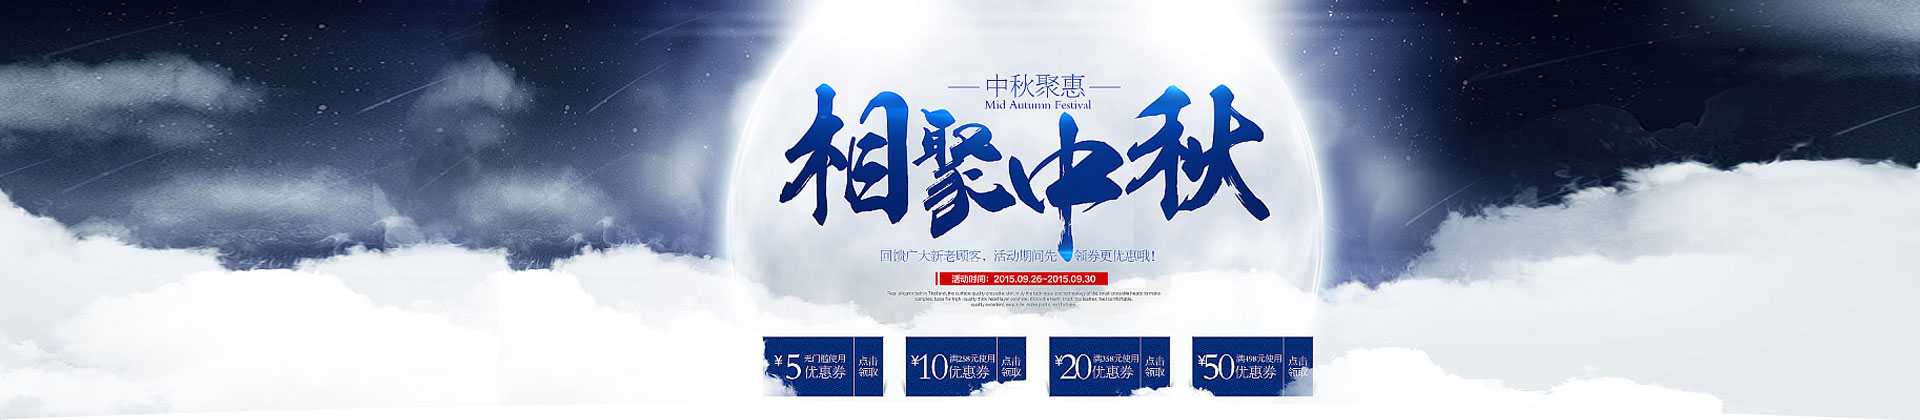 中秋聚惠
Mid Autumn Festival
相聚中秋
回馈广大新老顾客，活动期间先 领券更优惠哦！
活动时间：2015.09.26~2015.09.30
¥5 无门槛使用 优惠券 点击领取
¥10 满258元使用 优惠券 点击领取
¥20 满358元使用 优惠券 点击领取
¥50 满498元使用 优惠券 点击领取